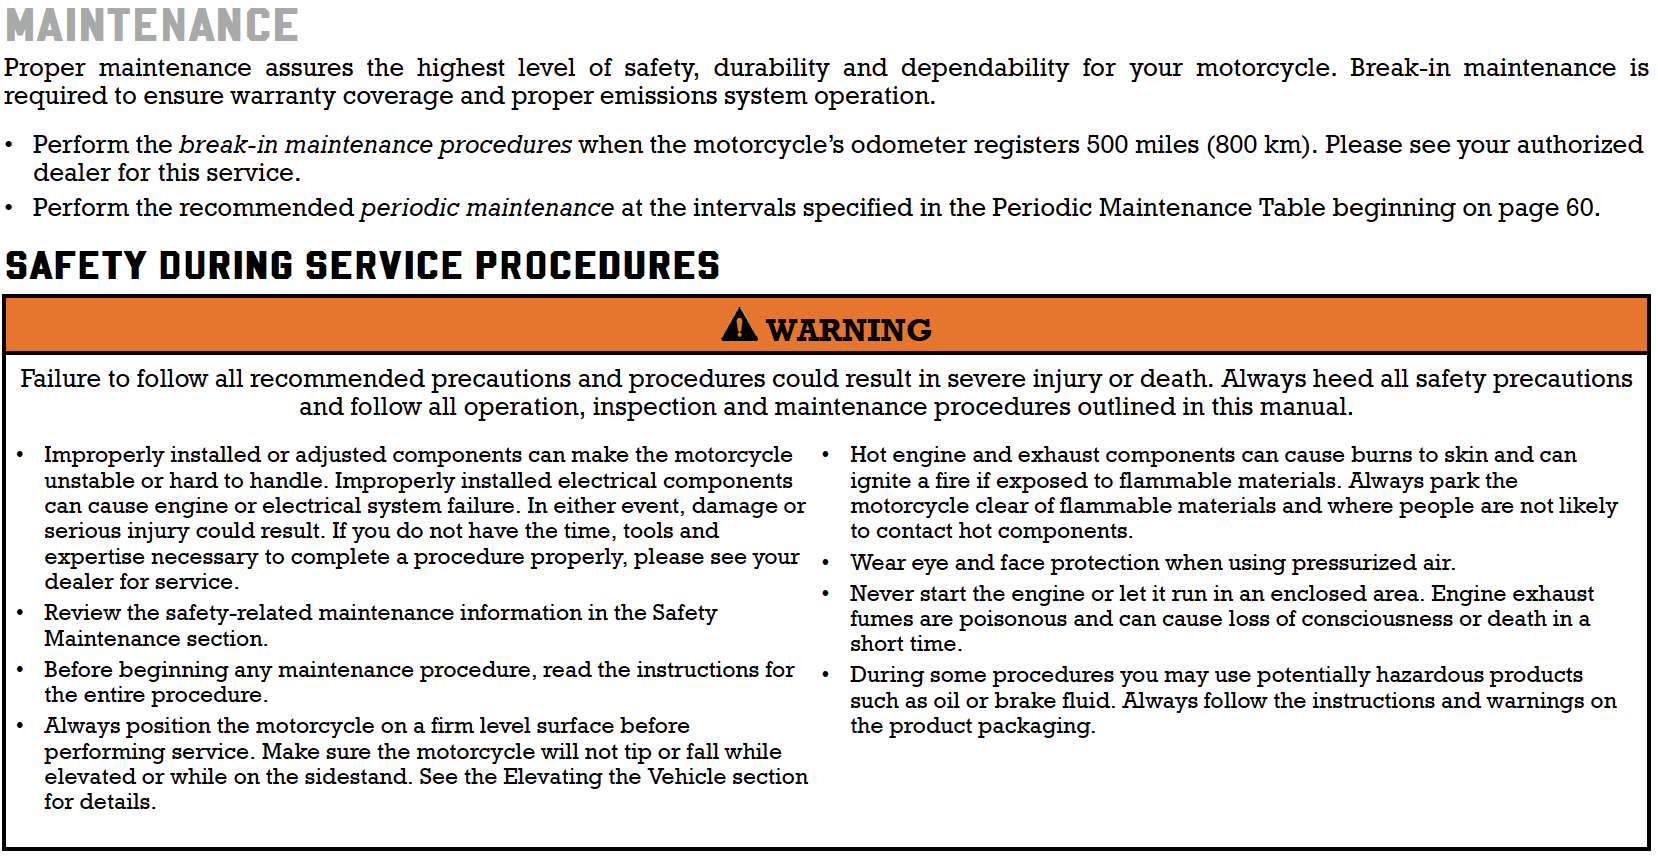 MAINTENANCE
Proper maintenance assures the highest level of safety, durability and dependability for your motorcycle. Break-in maintenance is
required to ensure warranty coverage and proper emissions system operation.
• Perform the break-in maintenance procedures when the motorcycle's odometer registers 500 miles (800 km). Please see your authorized
dealer for this service.
• Perform the recommended periodic maintenance at the intervals specified in the Periodic Maintenance Table beginning on page 60.
SAFETY DURING SERVICE PROCEDURES
WARNING
Failure to follow all recommended precautions and procedures could result in severe injury or death. Always heed all safety precautions
and follow all operation, inspection and maintenance procedures outlined in this manual.
• Improperly installed or adjusted components can make the motorcycle
unstable or hard to handle. Improperly installed electrical components
can cause engine or electrical system failure. In either event, damage or
serious injury could result. If you do not have the time, tools and
expertise necessary to complete a procedure properly, please see your
dealer for service.
• Review the safety-related maintenance information in the Safety
Maintenance section.
• Before beginning any maintenance procedure, read the instructions for
the entire procedure.
• Always position the motorcycle on a firm level surface before
performing service. Make sure the motorcycle will not tip or fall while
elevated or while on the sidestand. See the Elevating the Vehicle section
for details.
• Hot engine and exhaust components can cause burns to skin and can
ignite a fire if exposed to flammable materials. Always park the
motorcycle clear of flammable materials and where people are not likely
to contact hot components.
• Wear eye and face protection when using pressurized air.
• Never start the engine or let it run in an enclosed area. Engine exhaust
fumes are poisonous and can cause loss of consciousness or death in a
short time.
• During some procedures you may use potentially hazardous products
such as oil or brake fluid. Always follow the instructions and warnings on
the product packaging.